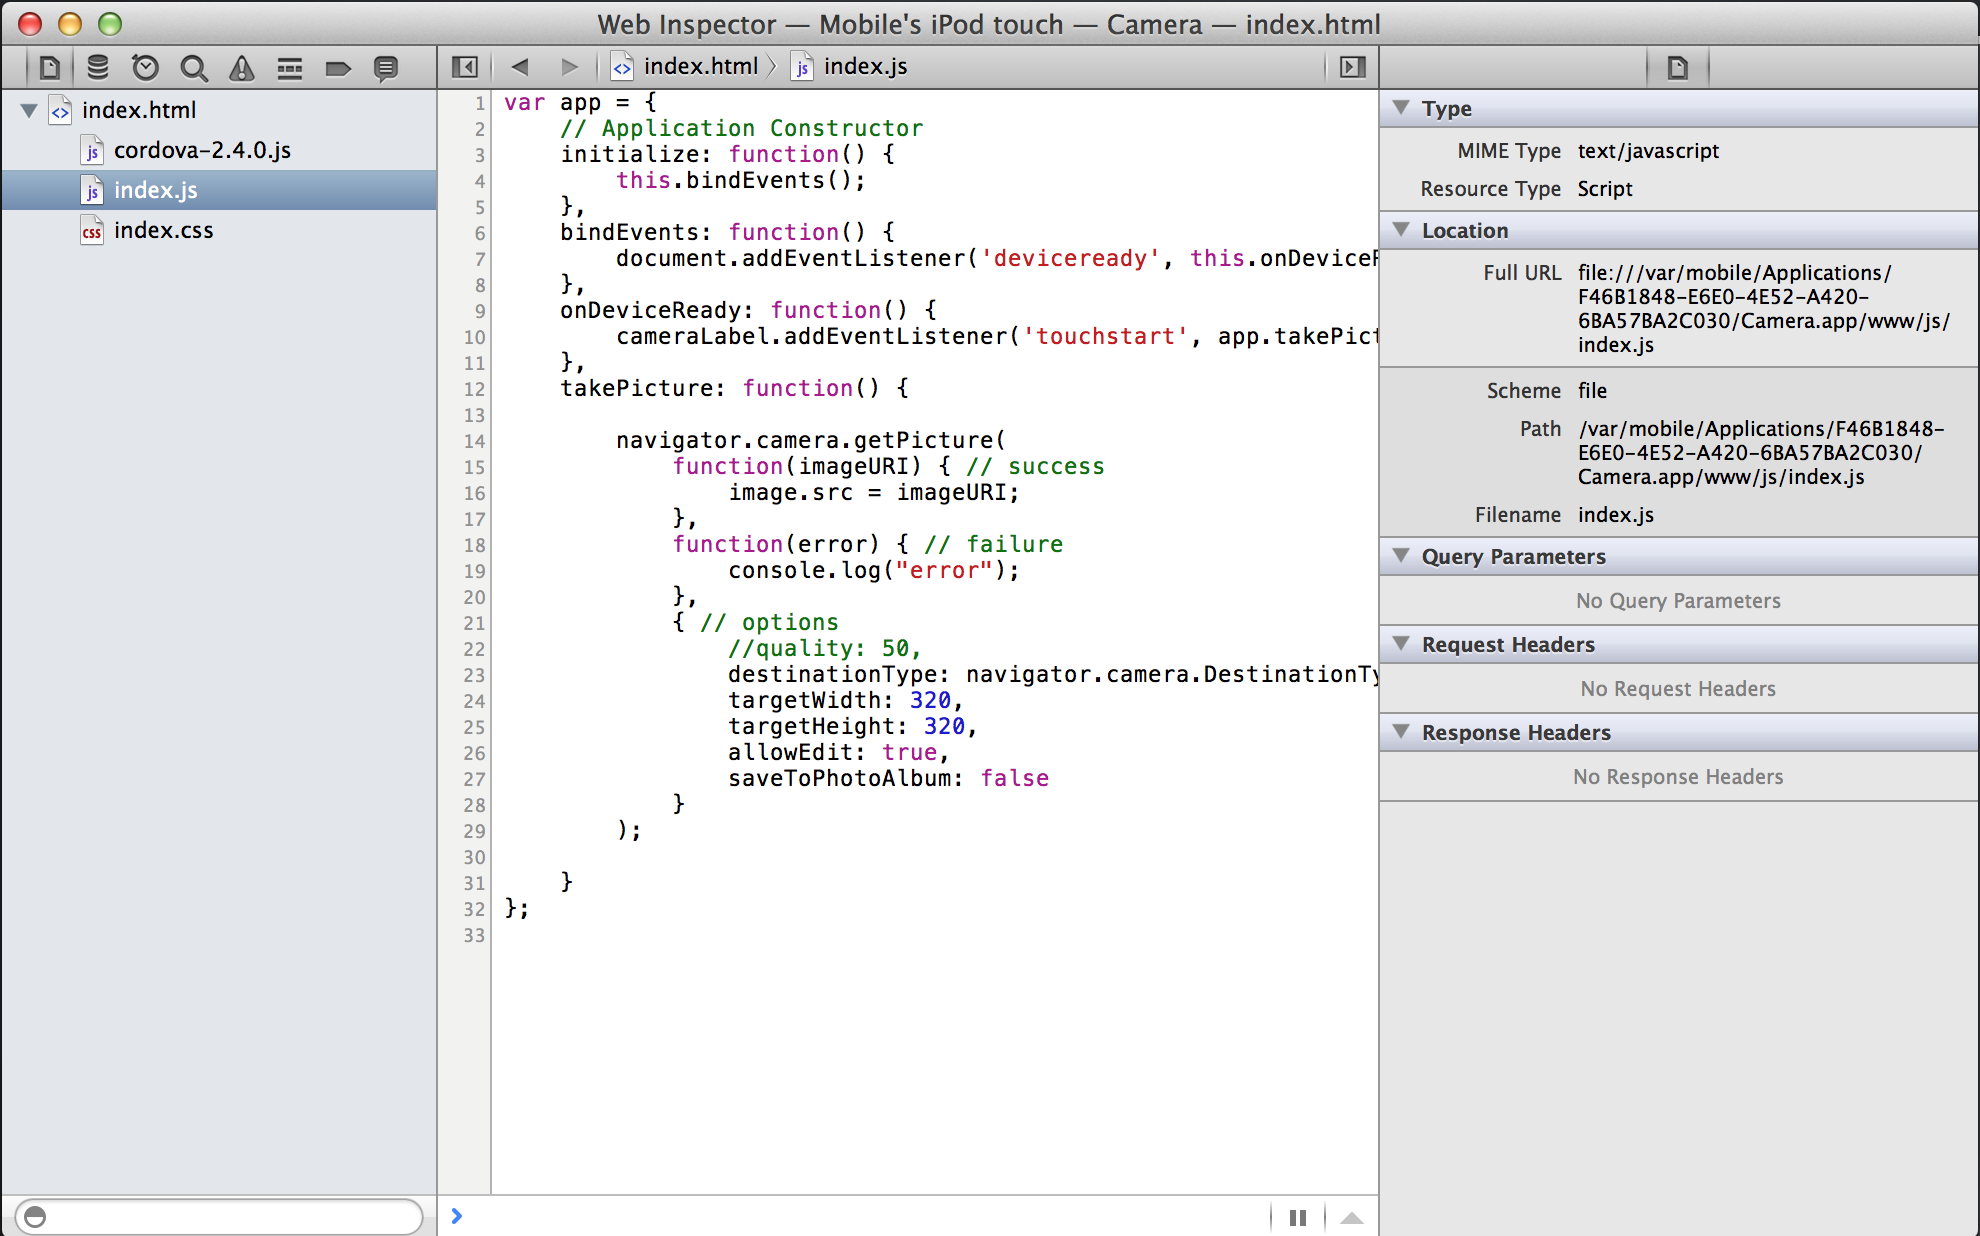 Web Inspector — Mobile's iPod touch — Camera — index.html
index.html
js index.js
index.html
js cordova-2.4.0.js
js index.js
css index.css
1 var app = {
2 // Application Constructor
3 initialize: function() {
4 this.bindEvents();
5 },
6 bindEvents: function() {
7 document.addEventListener('deviceready', this.onDeviceR
8 },
9 onDeviceReady: function() {
10 cameraLabel.addEventListener('touchstart', app.takePict
11 },
12 takePicture: function() {
13
14 navigator.camera.getPicture(
15 function(imageURI) { // success
16 image.src = imageURI;
17 },
18 function(error) { // failure
19 console.log("error");
20 },
21 { // options
22 //quality: 50,
23 destinationType: navigator.camera.DestinationTy
24 targetWidth: 320,
25 targetHeight: 320,
26 allowEdit: true,
27 saveToPhotoAlbum: false
28 }
29 );
30
31 }
32 };
33
Type
MIME Type text/javascript
Resource Type Script
Location
Full URL file:///var/mobile/Applications/
F46B1848-E6E0-4E52-A420-
6BA57BA2C030/Camera.app/www/js/
index.js
Scheme file
Path /var/mobile/Applications/F46B1848-
E6E0-4E52-A420-6BA57BA2C030/
Camera.app/www/js/index.js
Filename index.js
Query Parameters
No Query Parameters
Request Headers
No Request Headers
Response Headers
No Response Headers